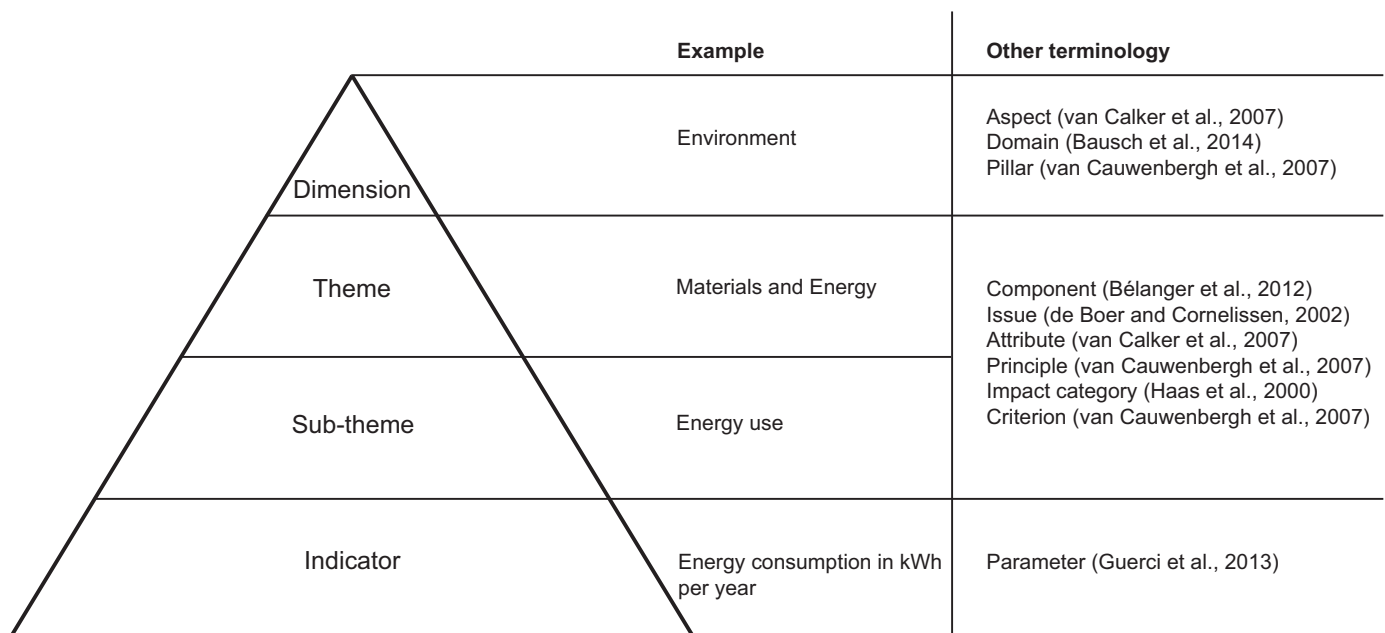 Example
Other terminology
Dimension
Environment
Aspect (van Calker et al., 2007)
Domain (Bausch et al., 2014)
Pillar (van Cauwenbergh et al., 2007)
Theme
Materials and Energy
Component (Bélanger et al., 2012)
Issue (de Boer and Cornelissen, 2002)
Attribute (van Calker et al., 2007)
Principle (van Cauwenbergh et al., 2007)
Impact category (Haas et al., 2000)
Criterion (van Cauwenbergh et al., 2007)
Sub-theme
Energy use
Indicator
Energy consumption in kWh
per year
Parameter (Guerci et al., 2013)